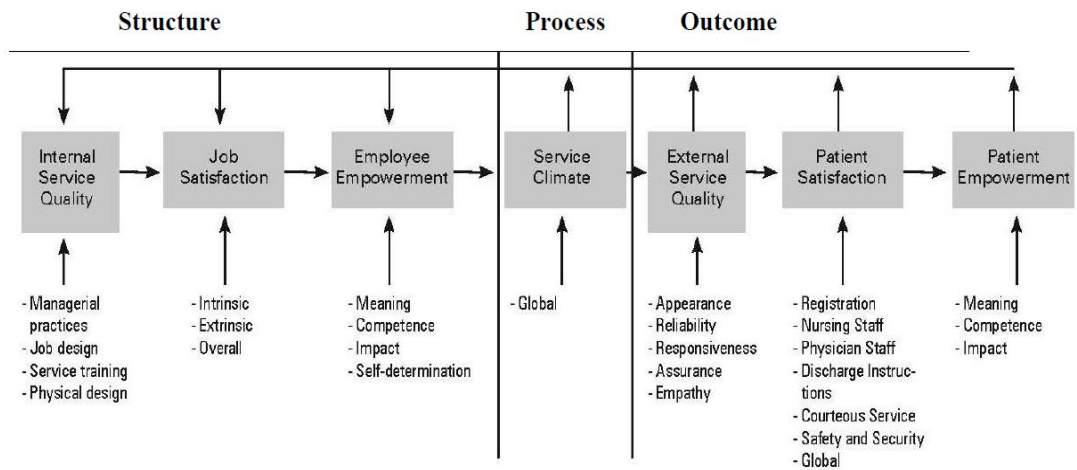 Structure
Process
Outcome
Internal
Service
Quality
Job
Satisfaction
Employee
Empowerment
Service
Climate
External
Service
Quality
Patient
Satisfaction
Patient
Empowerment
- Managerial
practices
- Job design
- Service training
- Physical design
- Intrinsic
- Extrinsic
- Overall
- Meaning
- Competence
- Impact
- Self-determination
- Global
- Appearance
- Reliability
- Responsiveness
- Assurance
- Empathy
- Registration
- Nursing Staff
- Physician Staff
- Discharge Instruc-
tions
- Courteous Service
- Safety and Security
- Global
- Meaning
- Competence
- Impact